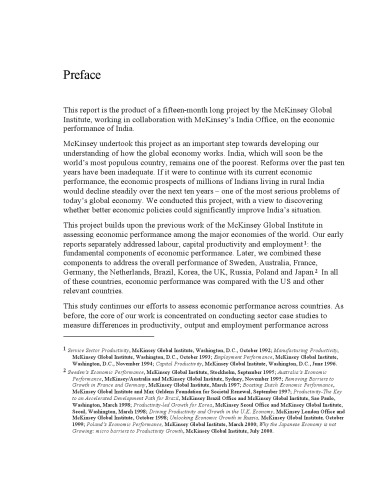 Preface
This report is the product of a fifteen-month long project by the McKinsey Global
Institute, working in collaboration with McKinsey's India Office, on the economic
performance of India.
McKinsey undertook this project as an important step towards developing our
understanding of how the global economy works. India, which will soon be the
world's most populous country, remains one of the poorest. Reforms over the past ten
years have been inadequate. If it were to continue with its current economic
performance, the economic prospects of millions of Indians living in rural India
would decline steadily over the next ten years – one of the most serious problems of
today's global economy. We conducted this project, with a view to discovering
whether better economic policies could significantly improve India's situation.
This project builds upon the previous work of the McKinsey Global Institute in
assessing economic performance among the major economies of the world. Our early
reports separately addressed labour, capital productivity and employment1: the
fundamental components of economic performance. Later, we combined these
components to address the overall performance of Sweden, Australia, France,
Germany, the Netherlands, Brazil, Korea, the UK, Russia, Poland and Japan.2 In all
of these countries, economic performance was compared with the US and other
relevant countries.
This study continues our efforts to assess economic performance across countries. As
before, the core of our work is concentrated on conducting sector case studies to
measure differences in productivity, output and employment performance across
1 Service Sector Productivity, McKinsey Global Institute, Washington, D.C., October 1992; Manufacturing Productivity,
McKinsey Global Institute, Washington, D.C., October 1993; Employment Performance, McKinsey Global Institute,
Washington, D.C., November 1994; Capital Productivity, McKinsey Global Institute, Washington, D.C., June 1996.
2 Sweden's Economic Performance, McKinsey Global Institute, Stockholm, September 1995; Australia's Economic
Performance, McKinsey/Australia and McKinsey Global Institute, Sydney, November 1995; Removing Barriers to
Growth in France and Germany, McKinsey Global Institute, March 1997; Boosting Dutch Economic Performance,
McKinsey Global Institute and Max Geldens Foundation for Societal Renewal, September 1997; Productivity-The Key
to an Accelerated Development Path for Brazil, McKinsey Brazil Office and McKinsey Global Institute, Sao Paulo,
Washington, March 1998; Productivity-led Growth for Korea, McKinsey Seoul Office and McKinsey Global Institute,
Seoul, Washington, March 1998; Driving Productivity and Growth in the U.K. Economy, McKinsey London Office and
McKinsey Global Institute, October 1998; Unlocking Economic Growth in Russia, McKinsey Global Institute, October
1999; Poland's Economic Performance, McKinsey Global Institute, March 2000; Why the Japanese Economy is not
Growing: micro barriers to Productivity Growth, McKinsey Global Institute, July 2000.